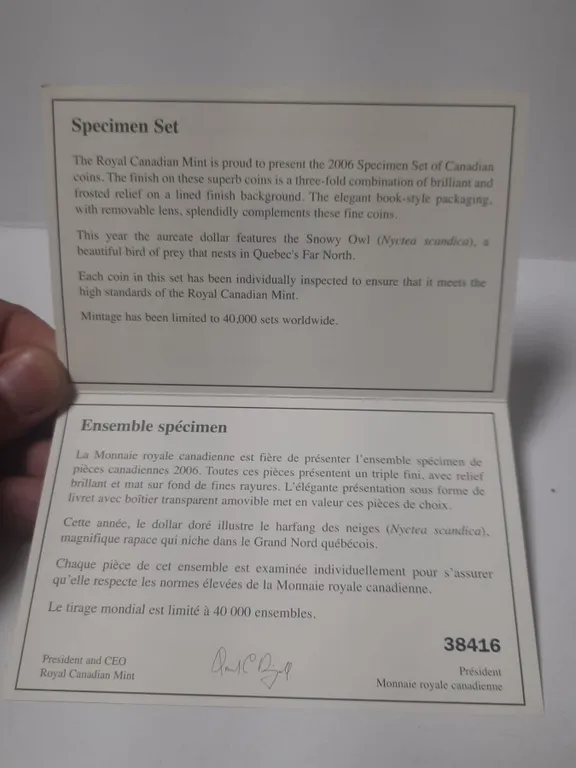 Specimen Set
The Royal Canadian Mint is proud to present the 2006 Specimen Set of Canadian
coins. The finish on these superb coins is a three-fold combination of brilliant and
frosted relief on a lined finish background. The elegant book-style packaging,
with removable lens, splendidly complements these fine coins.
This year the aureate dollar features the Snowy Owl (Nyctea scandica), a
beautiful bird of prey that nests in Quebec's Far North.
Each coin in this set has been individually inspected to ensure that it meets the
high standards of the Royal Canadian Mint.
Mintage has been limited to 40,000 sets worldwide.
Ensemble spécimen
La Monnaie royale canadienne est fière de présenter l'ensemble spécimen de
pièces canadiennes 2006. Toutes ces pièces présentent un triple fini, avec relief
brillant et mat sur fond de fines rayures. L'élégante présentation sous forme de
livret avec boîtier transparent amovible met en valeur ces pièces de choix.
Cette année, le dollar doré illustre le harfang des neiges (Nyctea scandica),
magnifique rapace qui niche dans le Grand Nord québécois.
Chaque pièce de cet ensemble est examinée individuellement pour s'assurer
qu'elle respecte les normes élevées de la Monnaie royale canadienne.
Le tirage mondial est limité à 40 000 ensembles.
38416
President and CEO
Royal Canadian Mint
Président
Monnaie royale canadienne